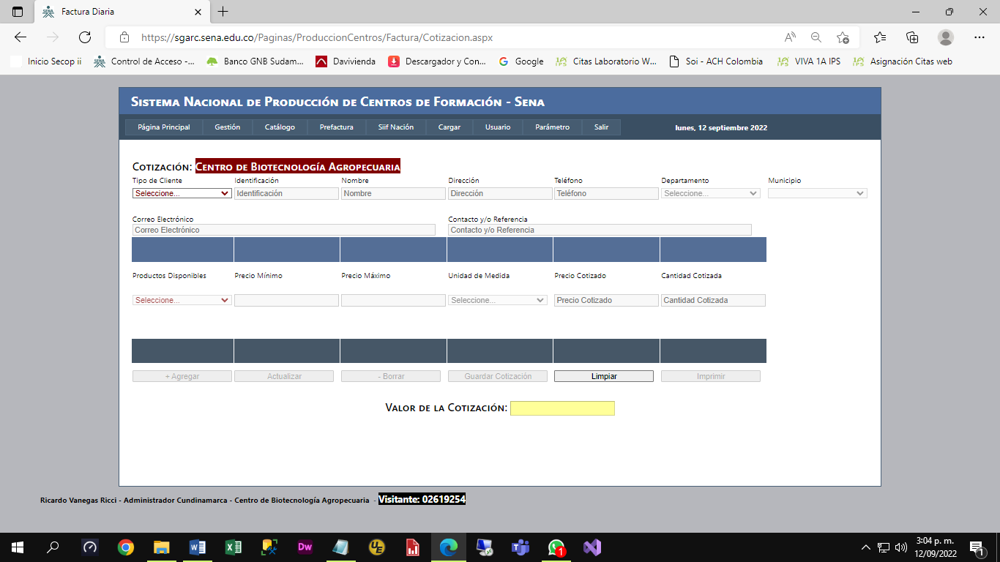 Factura Diaria
https://sgarc.sena.edu.co/Paginas/ProduccionCentros/Factura/Cotizacion.aspx
Inicio Secop ii Control de Acceso -... Banco GNB Sudam... Davivienda Descargador y Con... Google Citas Laboratorio W... Soi - ACH Colombia VIVA 1A IPS Asignación Citas web
Sistema Nacional de Producción de Centros de Formación - Sena
Página Principal Gestión Catálogo Prefactura Siif Nación Cargar Usuario Parámetro Salir lunes, 12 septiembre 2022
Cotización: Centro de Biotecnología Agropecuaria
Tipo de Cliente Identificación Nombre Dirección Teléfono Departamento Municipio
Seleccione... Identificación Nombre Dirección Teléfono Seleccione...
Correo Electrónico Contacto y/o Referencia
Correo Electrónico Contacto y/o Referencia
Productos Disponibles Precio Mínimo Precio Máximo Unidad de Medida Precio Cotizado Cantidad Cotizada
Seleccione... Seleccione... Precio Cotizado Cantidad Cotizada
+ Agregar Actualizar - Borrar Guardar Cotización Limpiar Imprimir
Valor de la Cotización:
Ricardo Vanegas Ricci - Administrador Cundinamarca - Centro de Biotecnología Agropecuaria - Visitante: 02619254
3:04 p. m.
12/09/2022